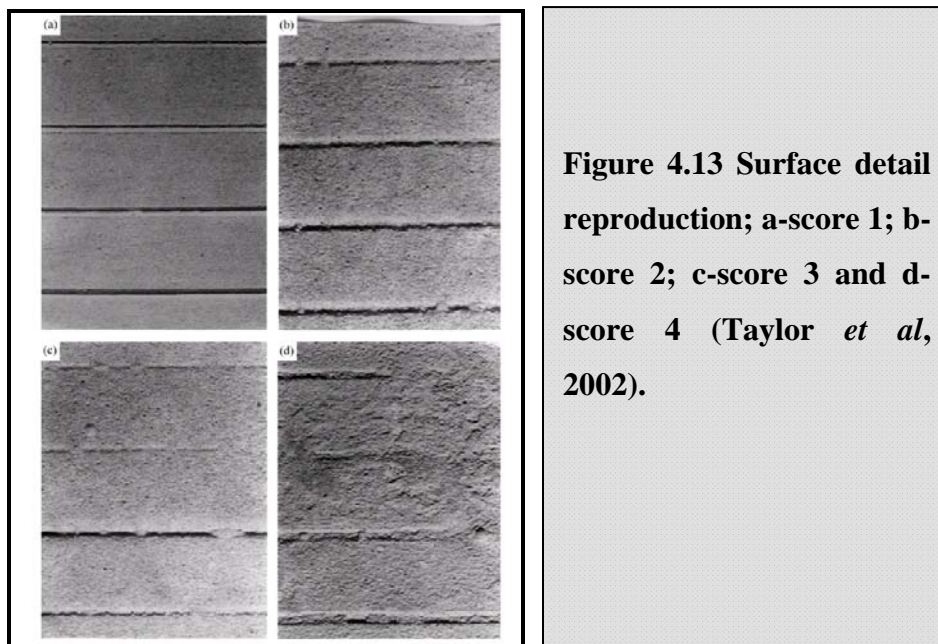 (a)
(b)
(c)
(d)
Figure 4.13 Surface detail
reproduction; a-score 1; b-
score 2; c-score 3 and d-
score 4 (Taylor et al,
2002).